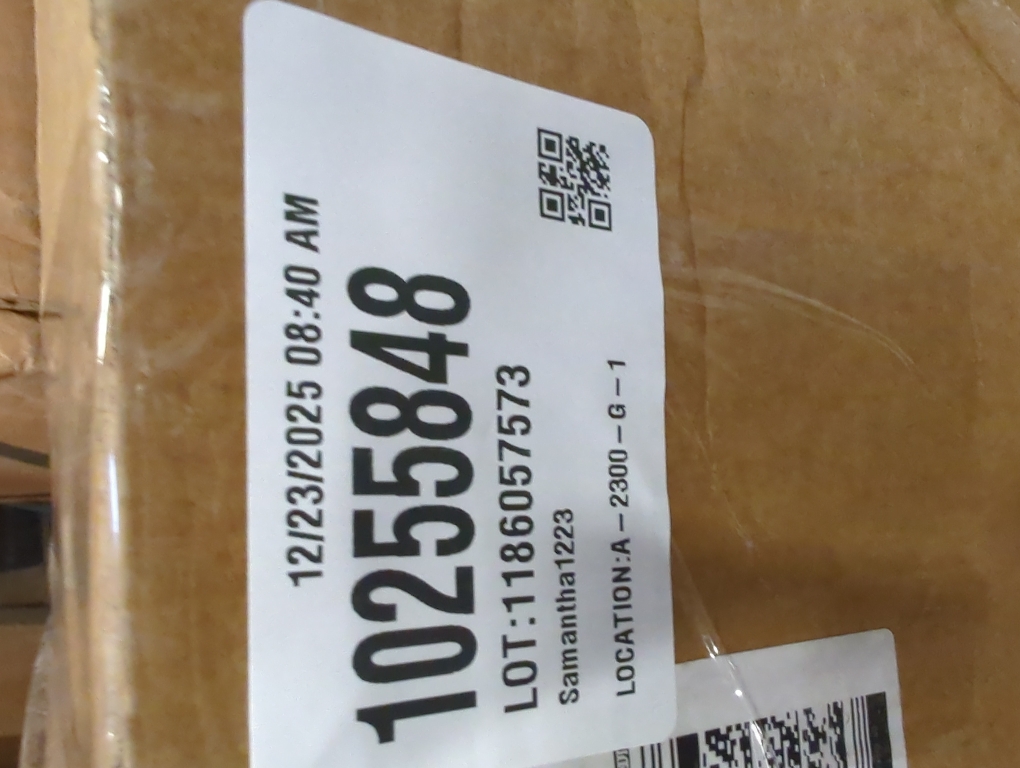 12/23/2025 08:40 AM
10255848
LOT:1186057573
Samantha1223
LOCATION:A-2300-G-1